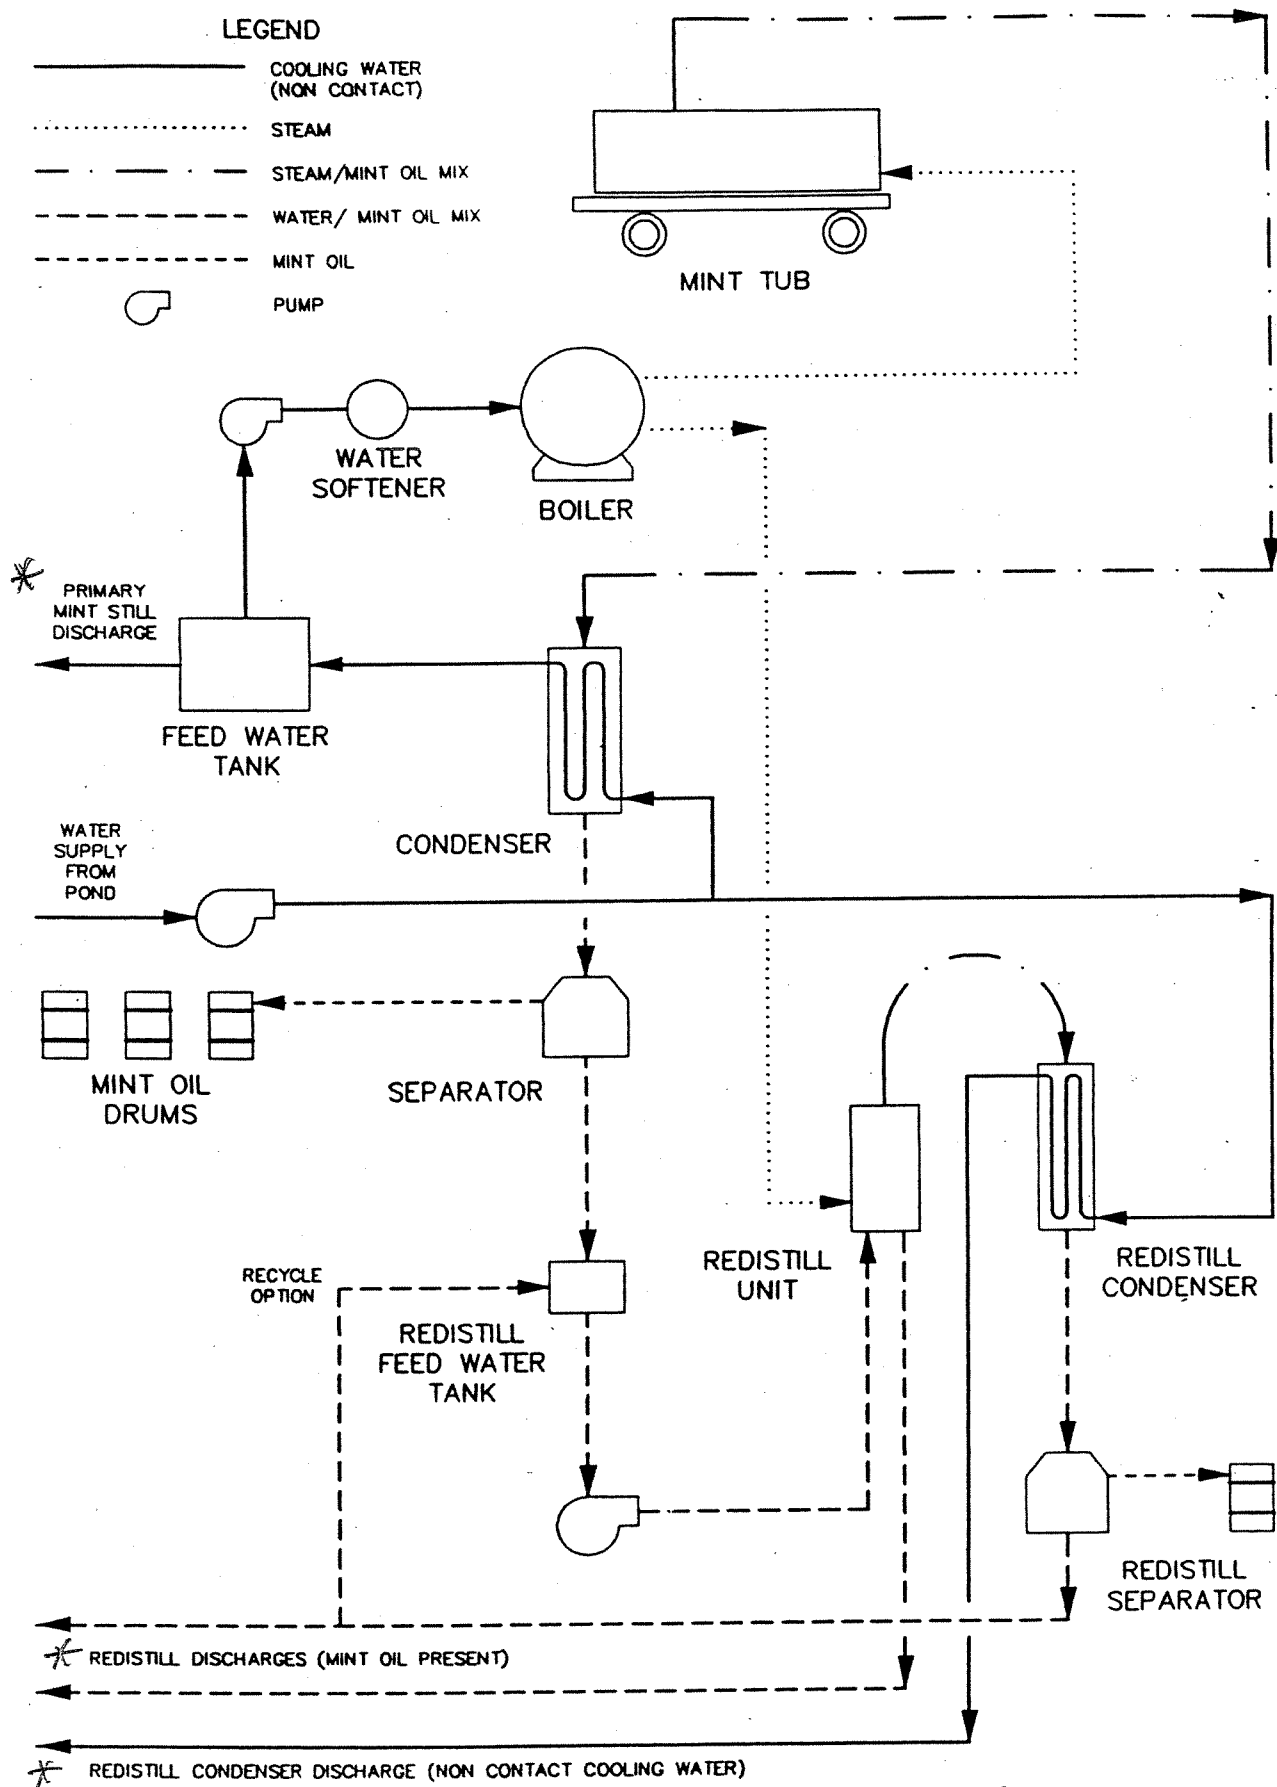 LEGEND
COOLING WATER
(NON CONTACT)
STEAM
STEAM/MINT OIL MIX
WATER/ MINT OIL MIX
MINT OIL
PUMP
MINT TUB
WATER
SOFTENER
BOILER
PRIMARY
MINT STILL
DISCHARGE
FEED WATER
TANK
CONDENSER
WATER
SUPPLY
FROM
POND
MINT OIL
DRUMS
SEPARATOR
REDISTILL
UNIT
REDISTILL
CONDENSER
RECYCLE
OPTION
REDISTILL
FEED WATER
TANK
REDISTILL
SEPARATOR
REDISTILL DISCHARGES (MINT OIL PRESENT)
REDISTILL CONDENSER DISCHARGE (NON CONTACT COOLING WATER)